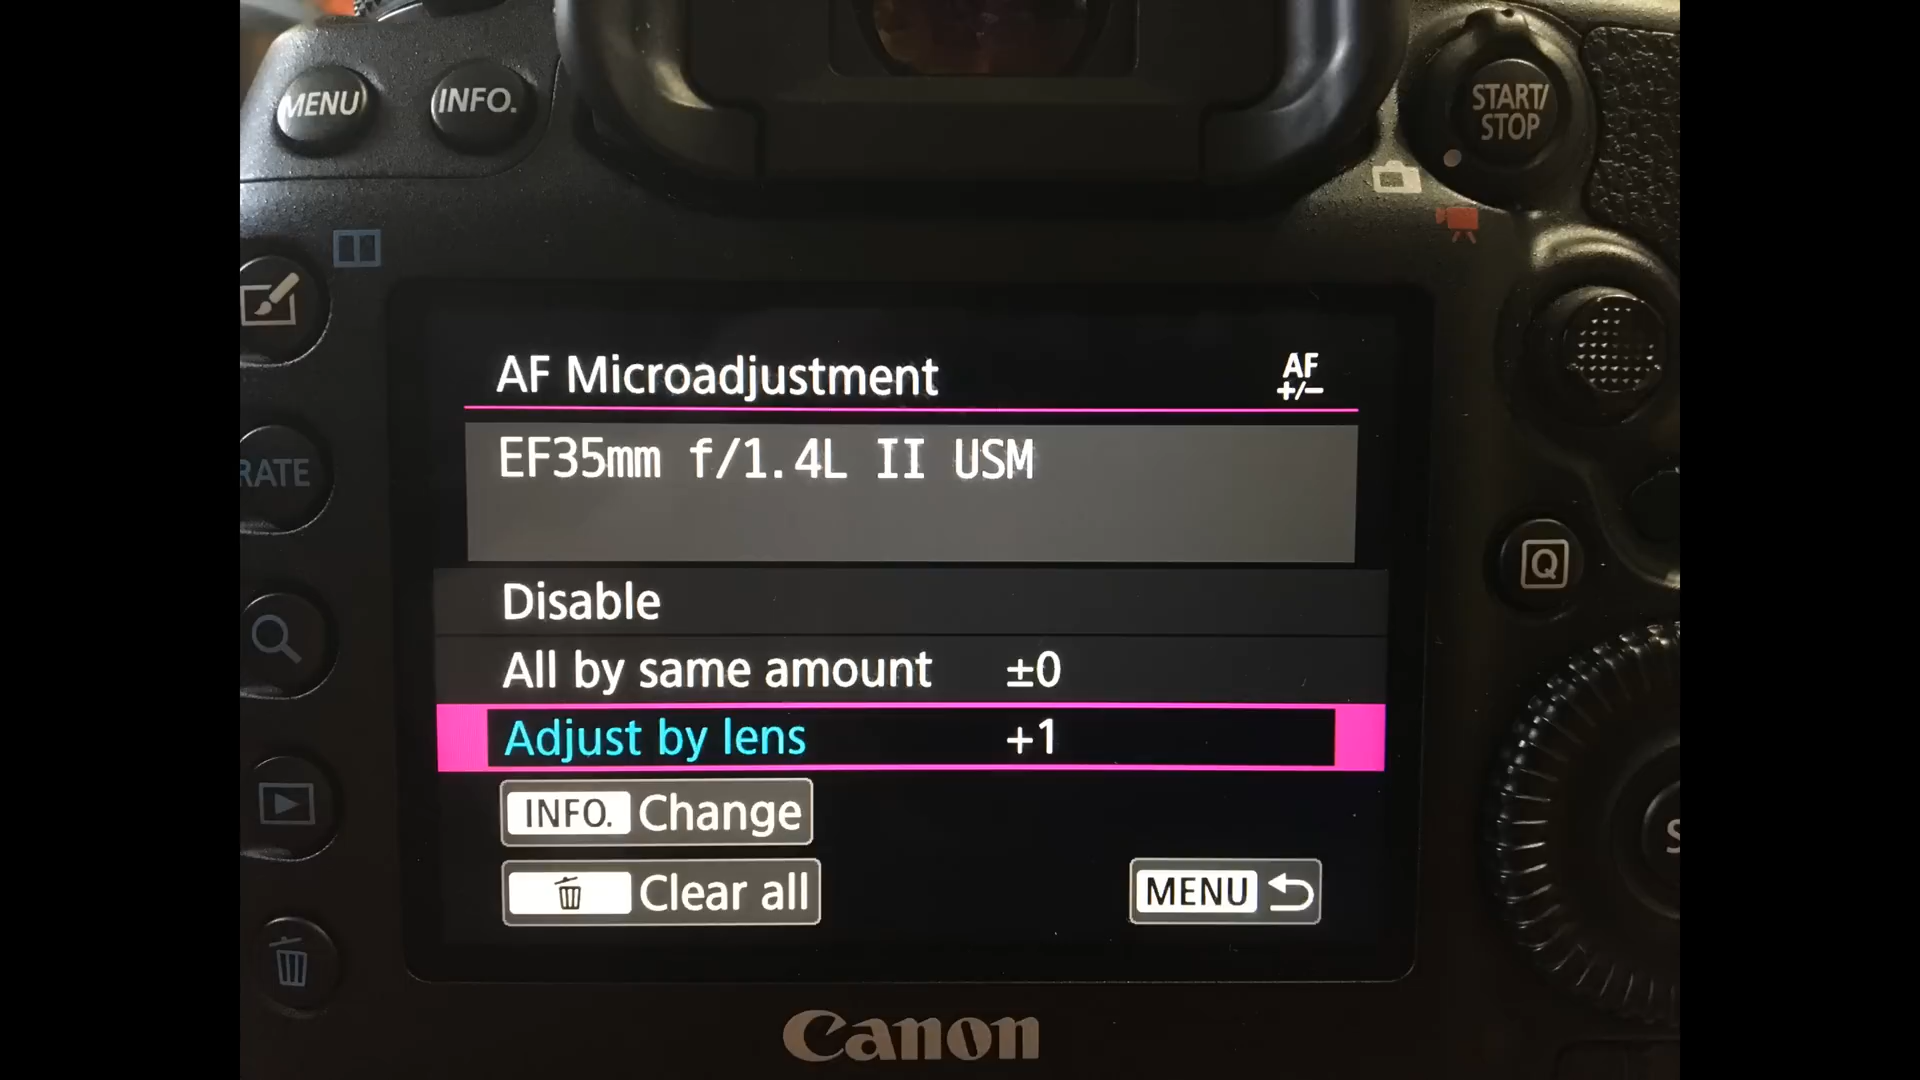 MENU
INFO.
START/
STOP
RATE
AF Microadjustment
AF
+/−
EF35mm f/1.4L II USM
Disable
All by same amount ±0
Adjust by lens +1
INFO. Change
Clear all
MENU
Q
S
Canon